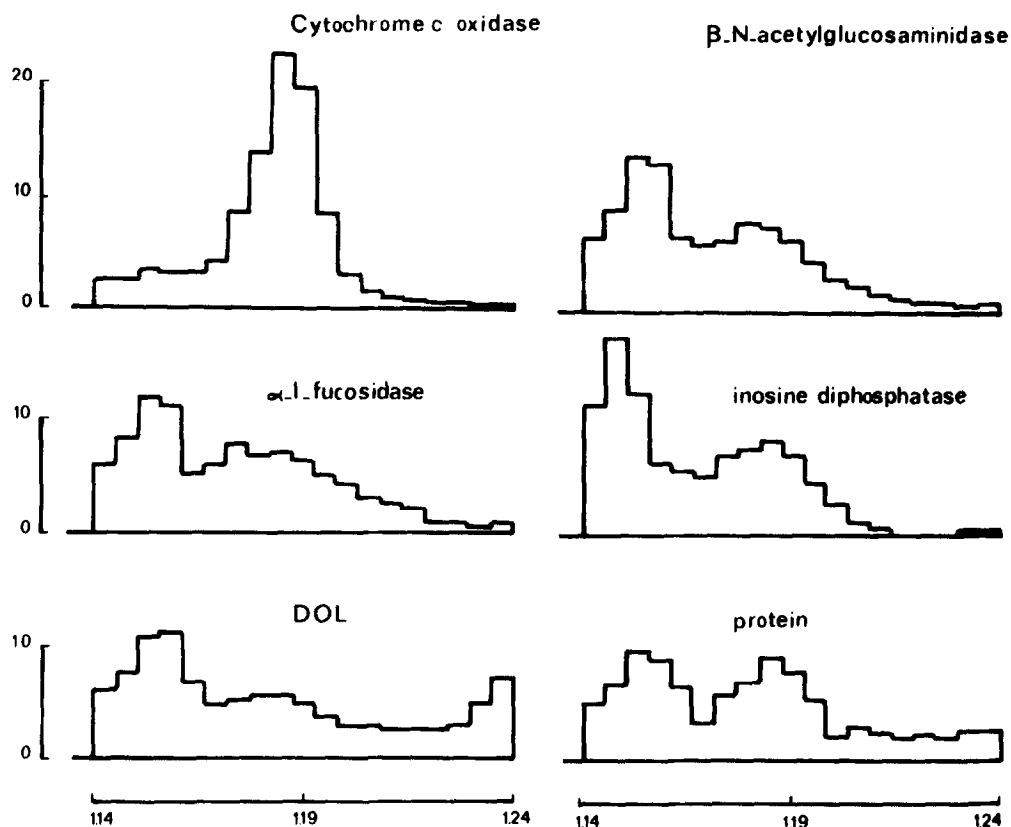 Cytochrome c oxidase
β-N-acetylglucosaminidase
20
10
0
α-l-fucosidase
inosine diphosphatase
10
0
DOL
protein
10
0
1.14 1.19 1.24
1.14 1.19 1.24